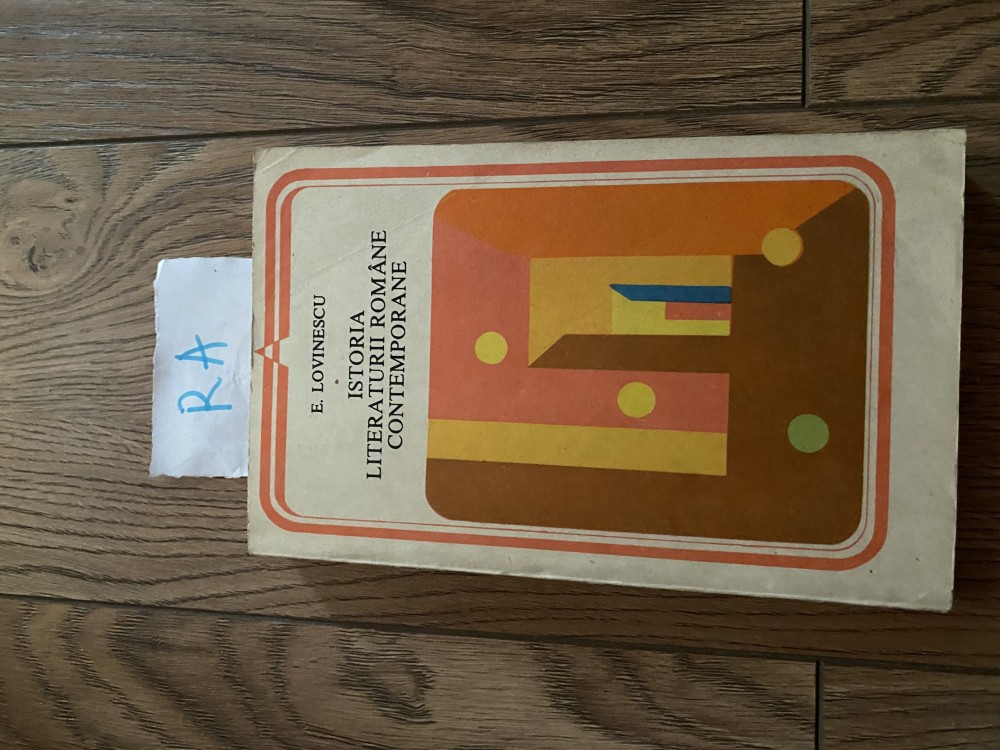 RA
E. LOVINESCU
ISTORIA
LITERATURII ROMÂNE
CONTEMPORANE